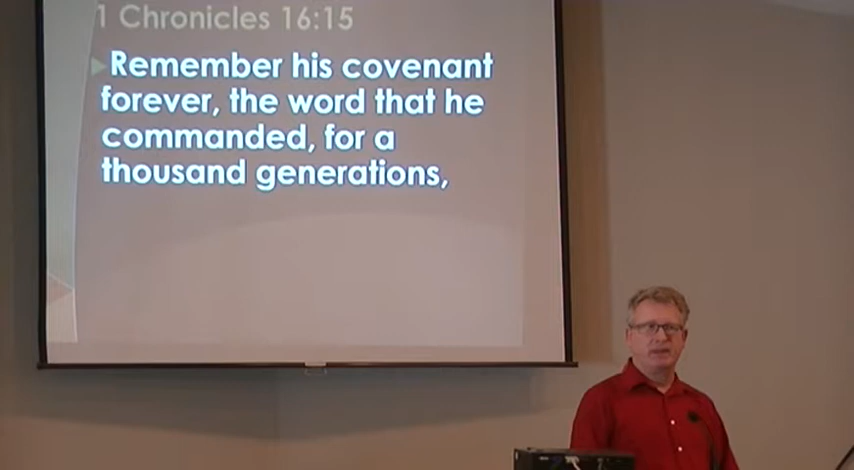 1 Chronicles 16:15
Remember his covenant
forever, the word that he
commanded, for a
thousand generations,